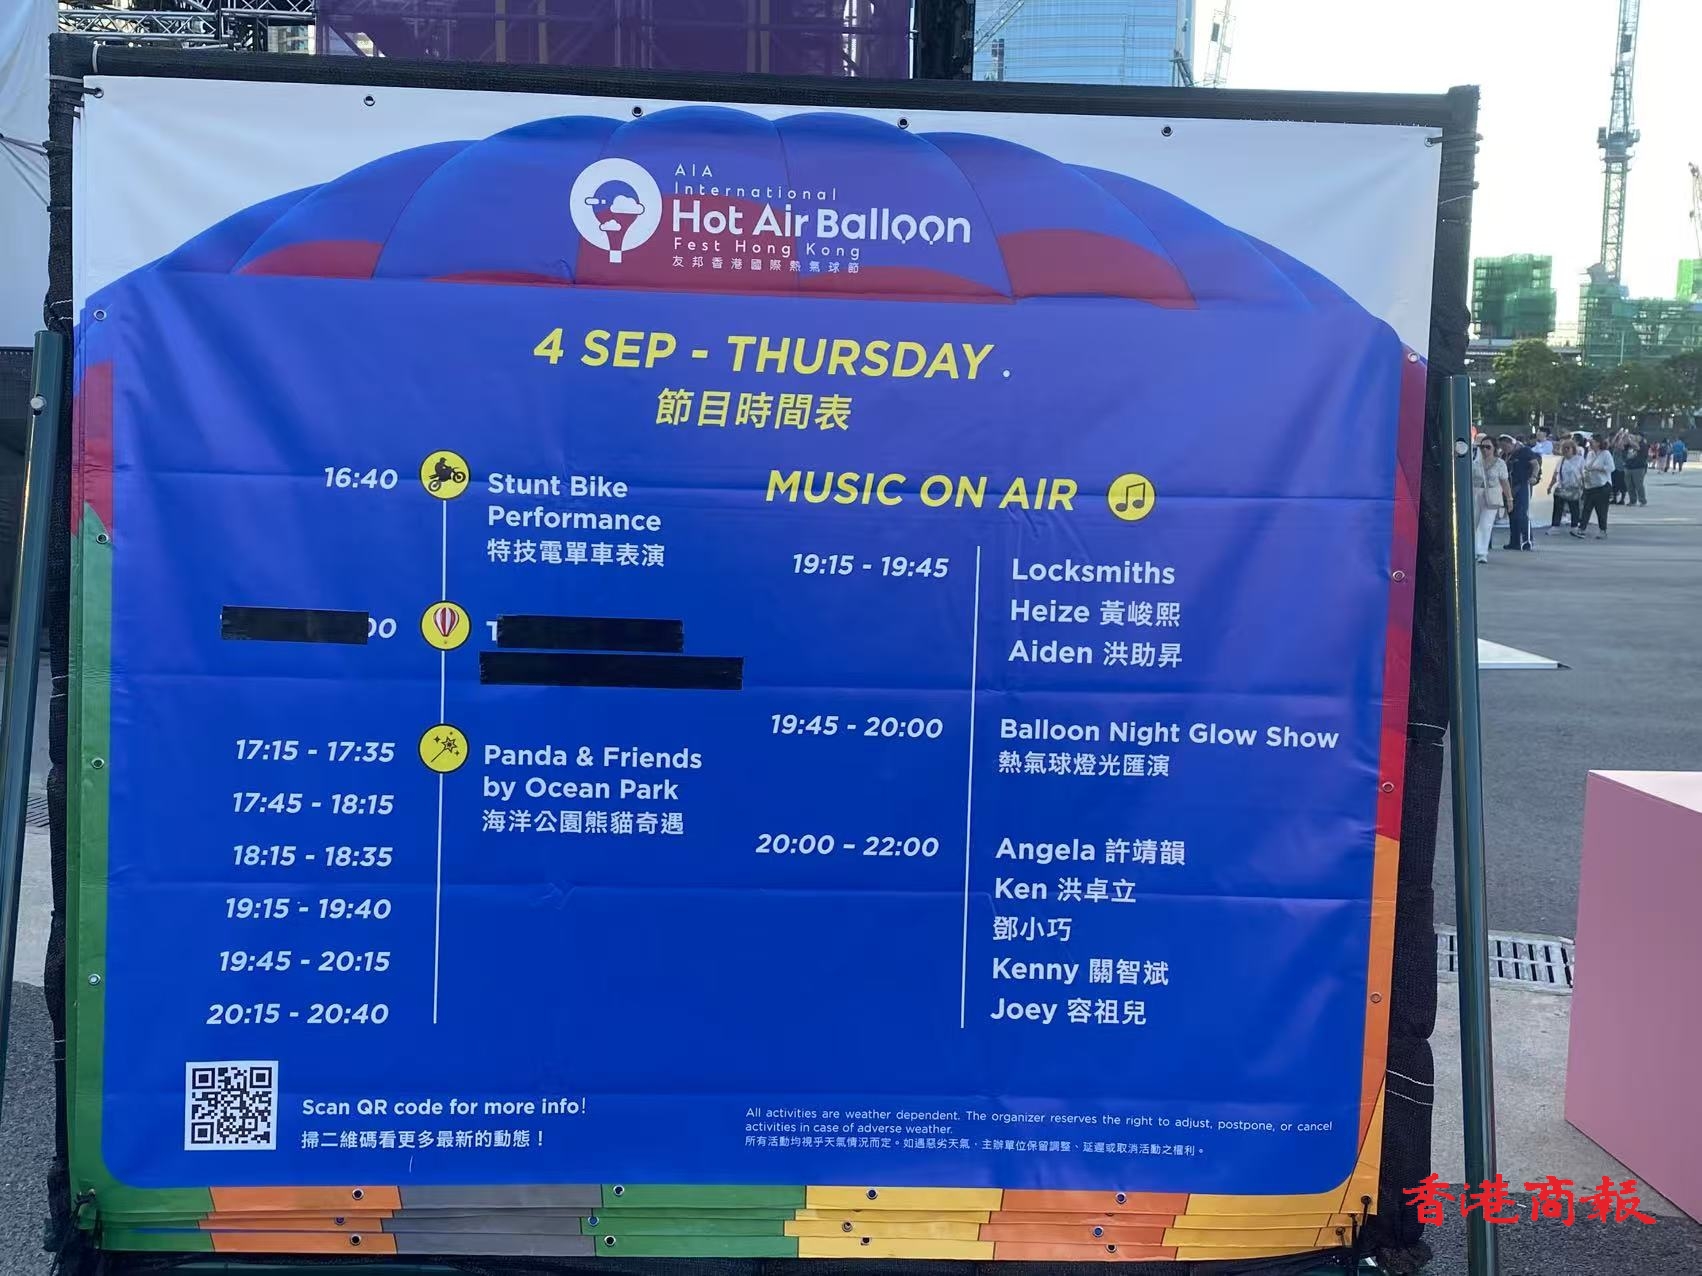 AIA
International
Hot Air Balloon
Fest Hong Kong
友邦香港國際熱氣球節
4 SEP - THURSDAY
節目時間表
16:40
Stunt Bike
Performance
特技電單車表演
17:15 - 17:35
Panda & Friends
by Ocean Park
海洋公園熊貓奇遇
17:45 - 18:15
18:15 - 18:35
19:15 - 19:40
19:45 - 20:15
20:15 - 20:40
MUSIC ON AIR
19:15 - 19:45
Locksmiths
Heize 黃峻熙
Aiden 洪助昇
19:45 - 20:00
Balloon Night Glow Show
熱氣球燈光匯演
20:00 – 22:00
Angela 許靖韻
Ken 洪卓立
鄧小巧
Kenny 關智斌
Joey 容祖兒
Scan QR code for more info!
掃二維碼看更多最新的動態！
All activities are weather dependent. The organizer reserves the right to adjust, postpone, or cancel
activities in case of adverse weather.
所有活動均視乎天氣情況而定。如遇惡劣天氣，主辦單位保留調整、延遲或取消活動之權利。
香港商報